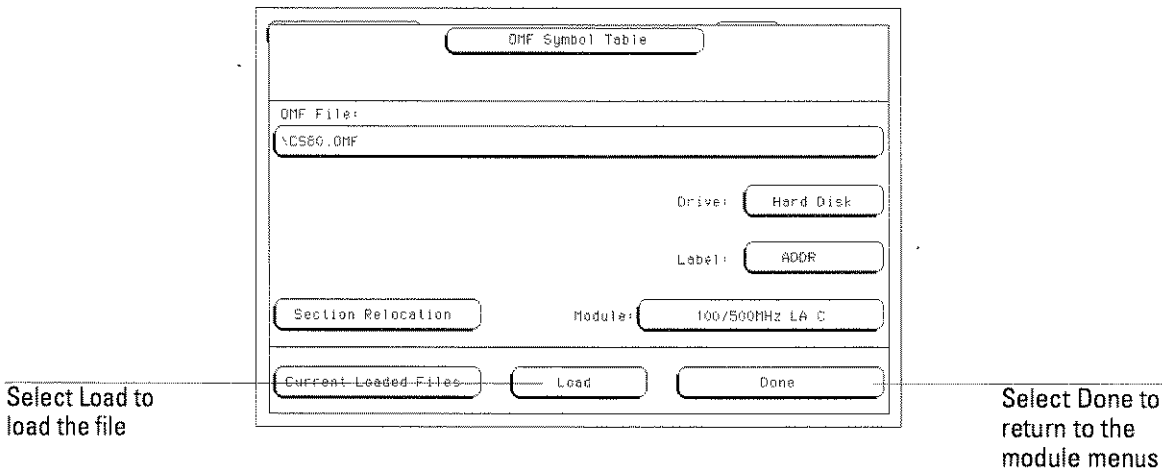 OMF Symbol Table
OMF File:
\CS80.OMF
Drive: Hard Disk
Label: ADDR
Section Relocation Module: 100/500MHz LA C
Current Loaded Files Load Done
Select Load to
load the file
Select Done to
return to the
module menus